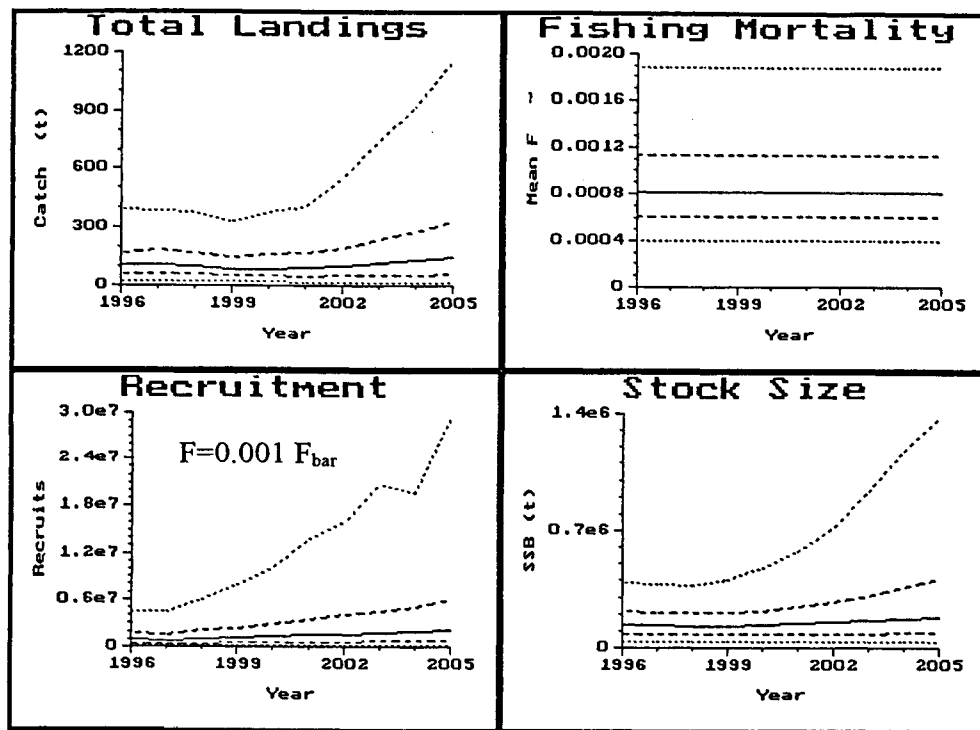 Total Landings
1200
900
600
300
0
Catch (t)
1996 1999 2002 2005
Year
Fishing Mortality
0.0020
0.0016
0.0012
0.0008
0.0004
0
Mean F ~
1996 1999 2002 2005
Year
Recruitment
3.0e7
2.4e7
1.8e7
1.2e7
0.6e7
0
Recruits
F=0.001 Fbar
1996 1999 2002 2005
Year
Stock Size
1.4e6
0.7e6
0
SSB (t)
1996 1999 2002 2005
Year